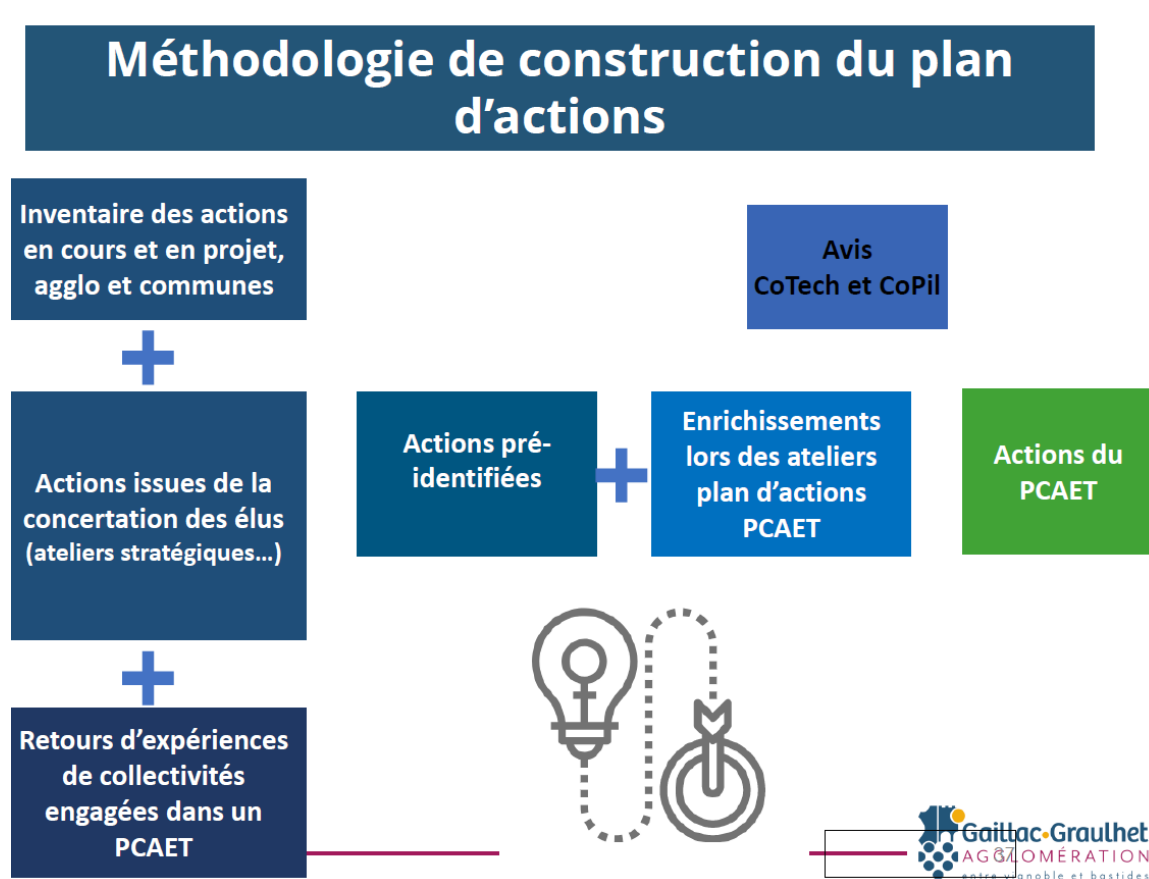 Méthodologie de construction du plan
d’actions
Inventaire des actions
en cours et en projet,
agglo et communes
Avis
CoTech et CoPil
Actions issues de la
concertation des élus
(ateliers stratégiques…)
Actions pré-
identifiées
Enrichissements
lors des ateliers
plan d’actions
PCAET
Actions du
PCAET
Retours d’expériences
de collectivités
engagées dans un
PCAET
Gaillac•Graulhet
AGGLOMÉRATION
entre vignoble et bastides
37